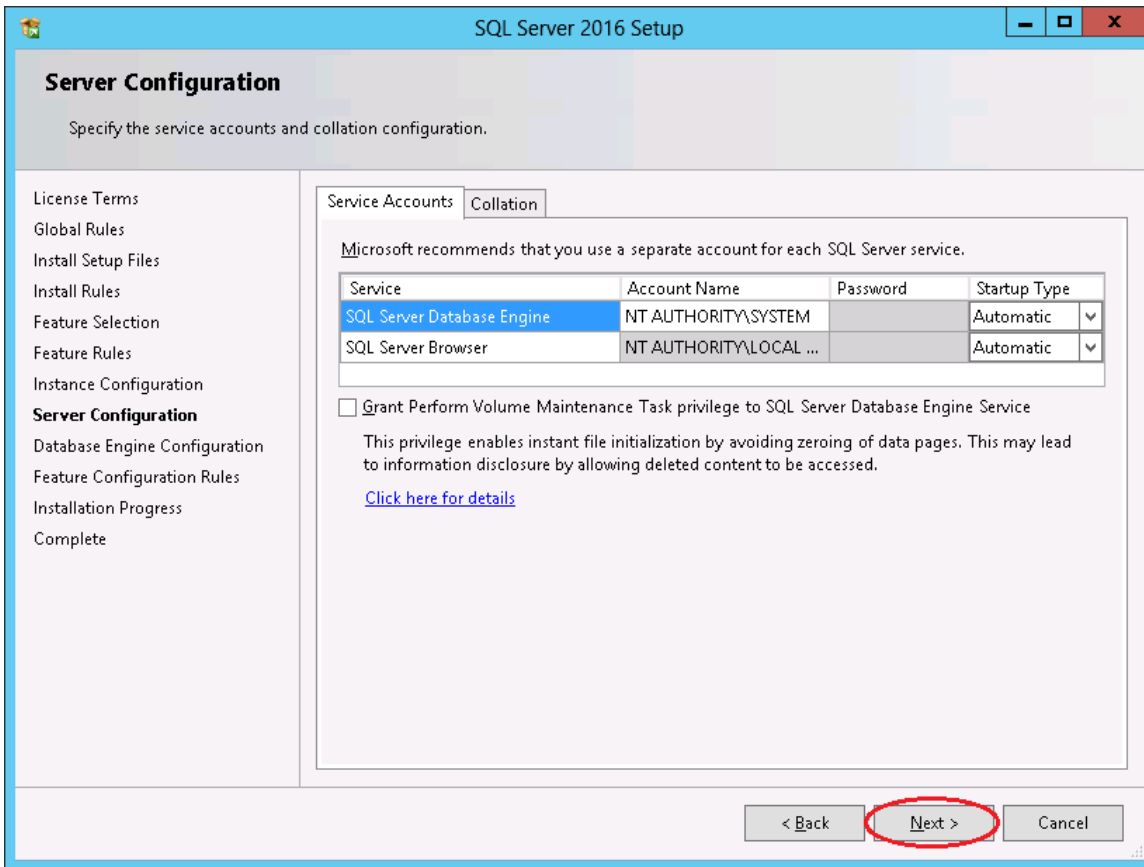 SQL Server 2016 Setup
Server Configuration
Specify the service accounts and collation configuration.
License Terms
Global Rules
Install Setup Files
Install Rules
Feature Selection
Feature Rules
Instance Configuration
Server Configuration
Database Engine Configuration
Feature Configuration Rules
Installation Progress
Complete
Service Accounts Collation
Microsoft recommends that you use a separate account for each SQL Server service.
Service Account Name Password Startup Type
SQL Server Database Engine NT AUTHORITY\SYSTEM Automatic
SQL Server Browser NT AUTHORITY\LOCAL ... Automatic
Grant Perform Volume Maintenance Task privilege to SQL Server Database Engine Service
This privilege enables instant file initialization by avoiding zeroing of data pages. This may lead
to information disclosure by allowing deleted content to be accessed.
Click here for details
< Back Next > Cancel